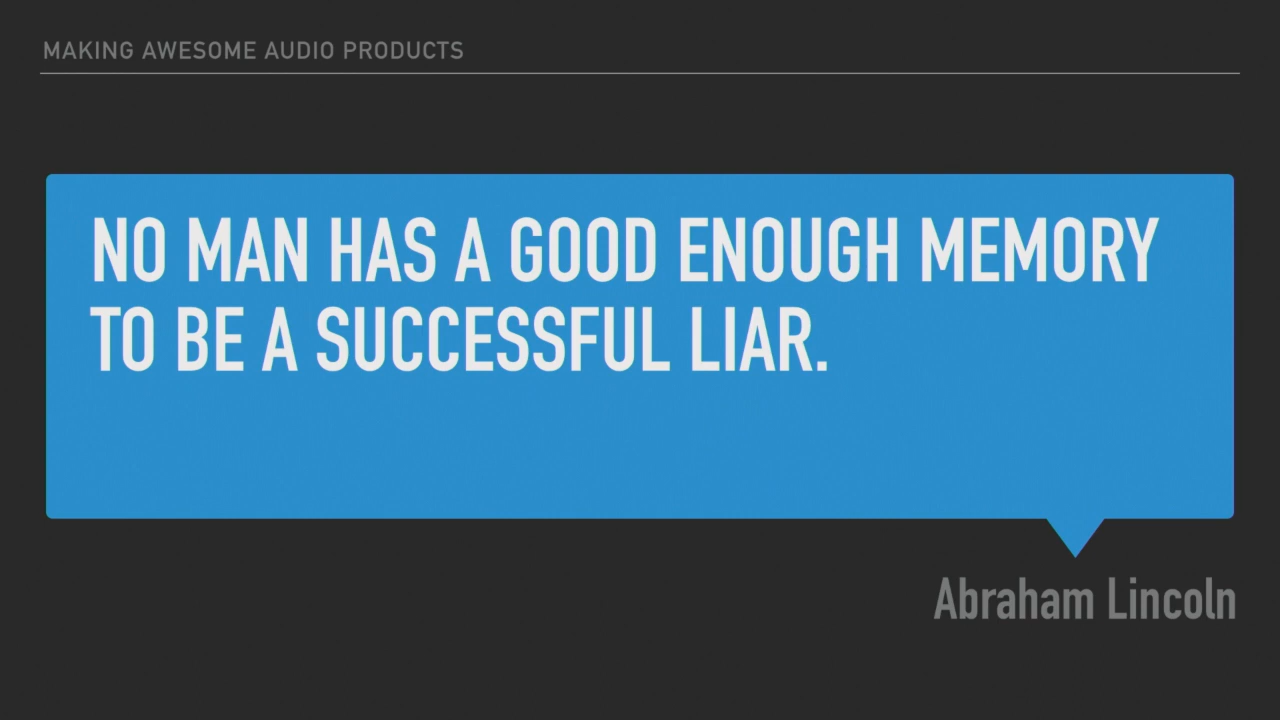 MAKING AWESOME AUDIO PRODUCTS
NO MAN HAS A GOOD ENOUGH MEMORY
TO BE A SUCCESSFUL LIAR.
Abraham Lincoln